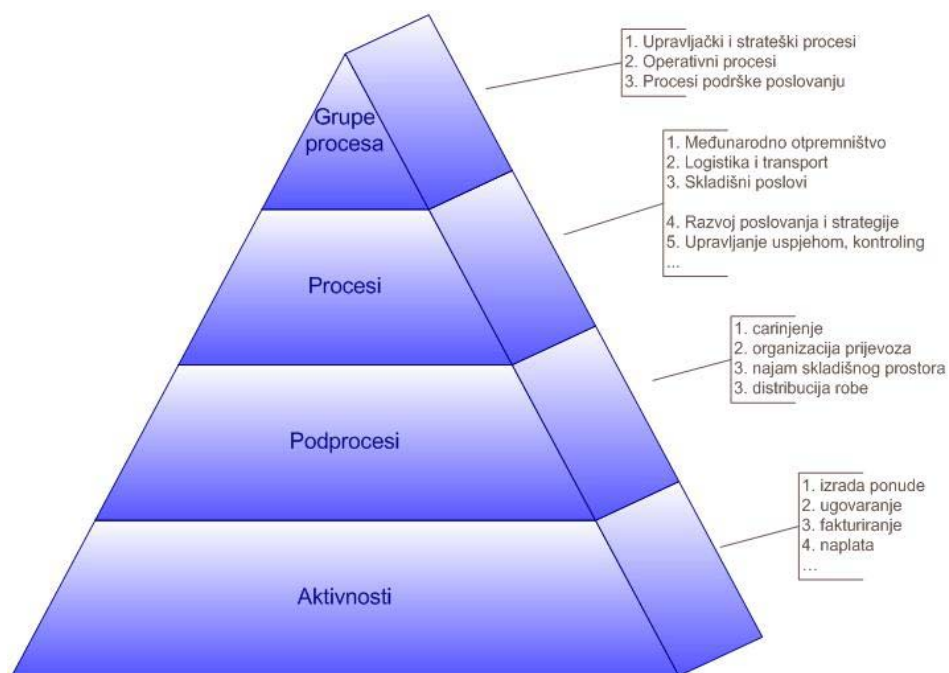 Grupe
procesa
1. Upravljački i strateški procesi
2. Operativni procesi
3. Procesi podrške poslovanju
Procesi
1. Međunarodno otpremništvo
2. Logistika i transport
3. Skladišni poslovi
4. Razvoj poslovanja i strategije
5. Upravljanje uspjehom, kontroling
...
Podprocesi
1. carinjenje
2. organizacija prijevoza
3. najam skladišnog prostora
3. distribucija robe
Aktivnosti
1. izrada ponude
2. ugovaranje
3. fakturiranje
4. naplata
...